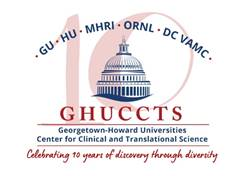 · GU · HU · MHRI · ORNL · DC VAMC ·
10
GHUCCTS
Georgetown-Howard Universities
Center for Clinical and Translational Science
Celebrating 10 years of discovery through diversity